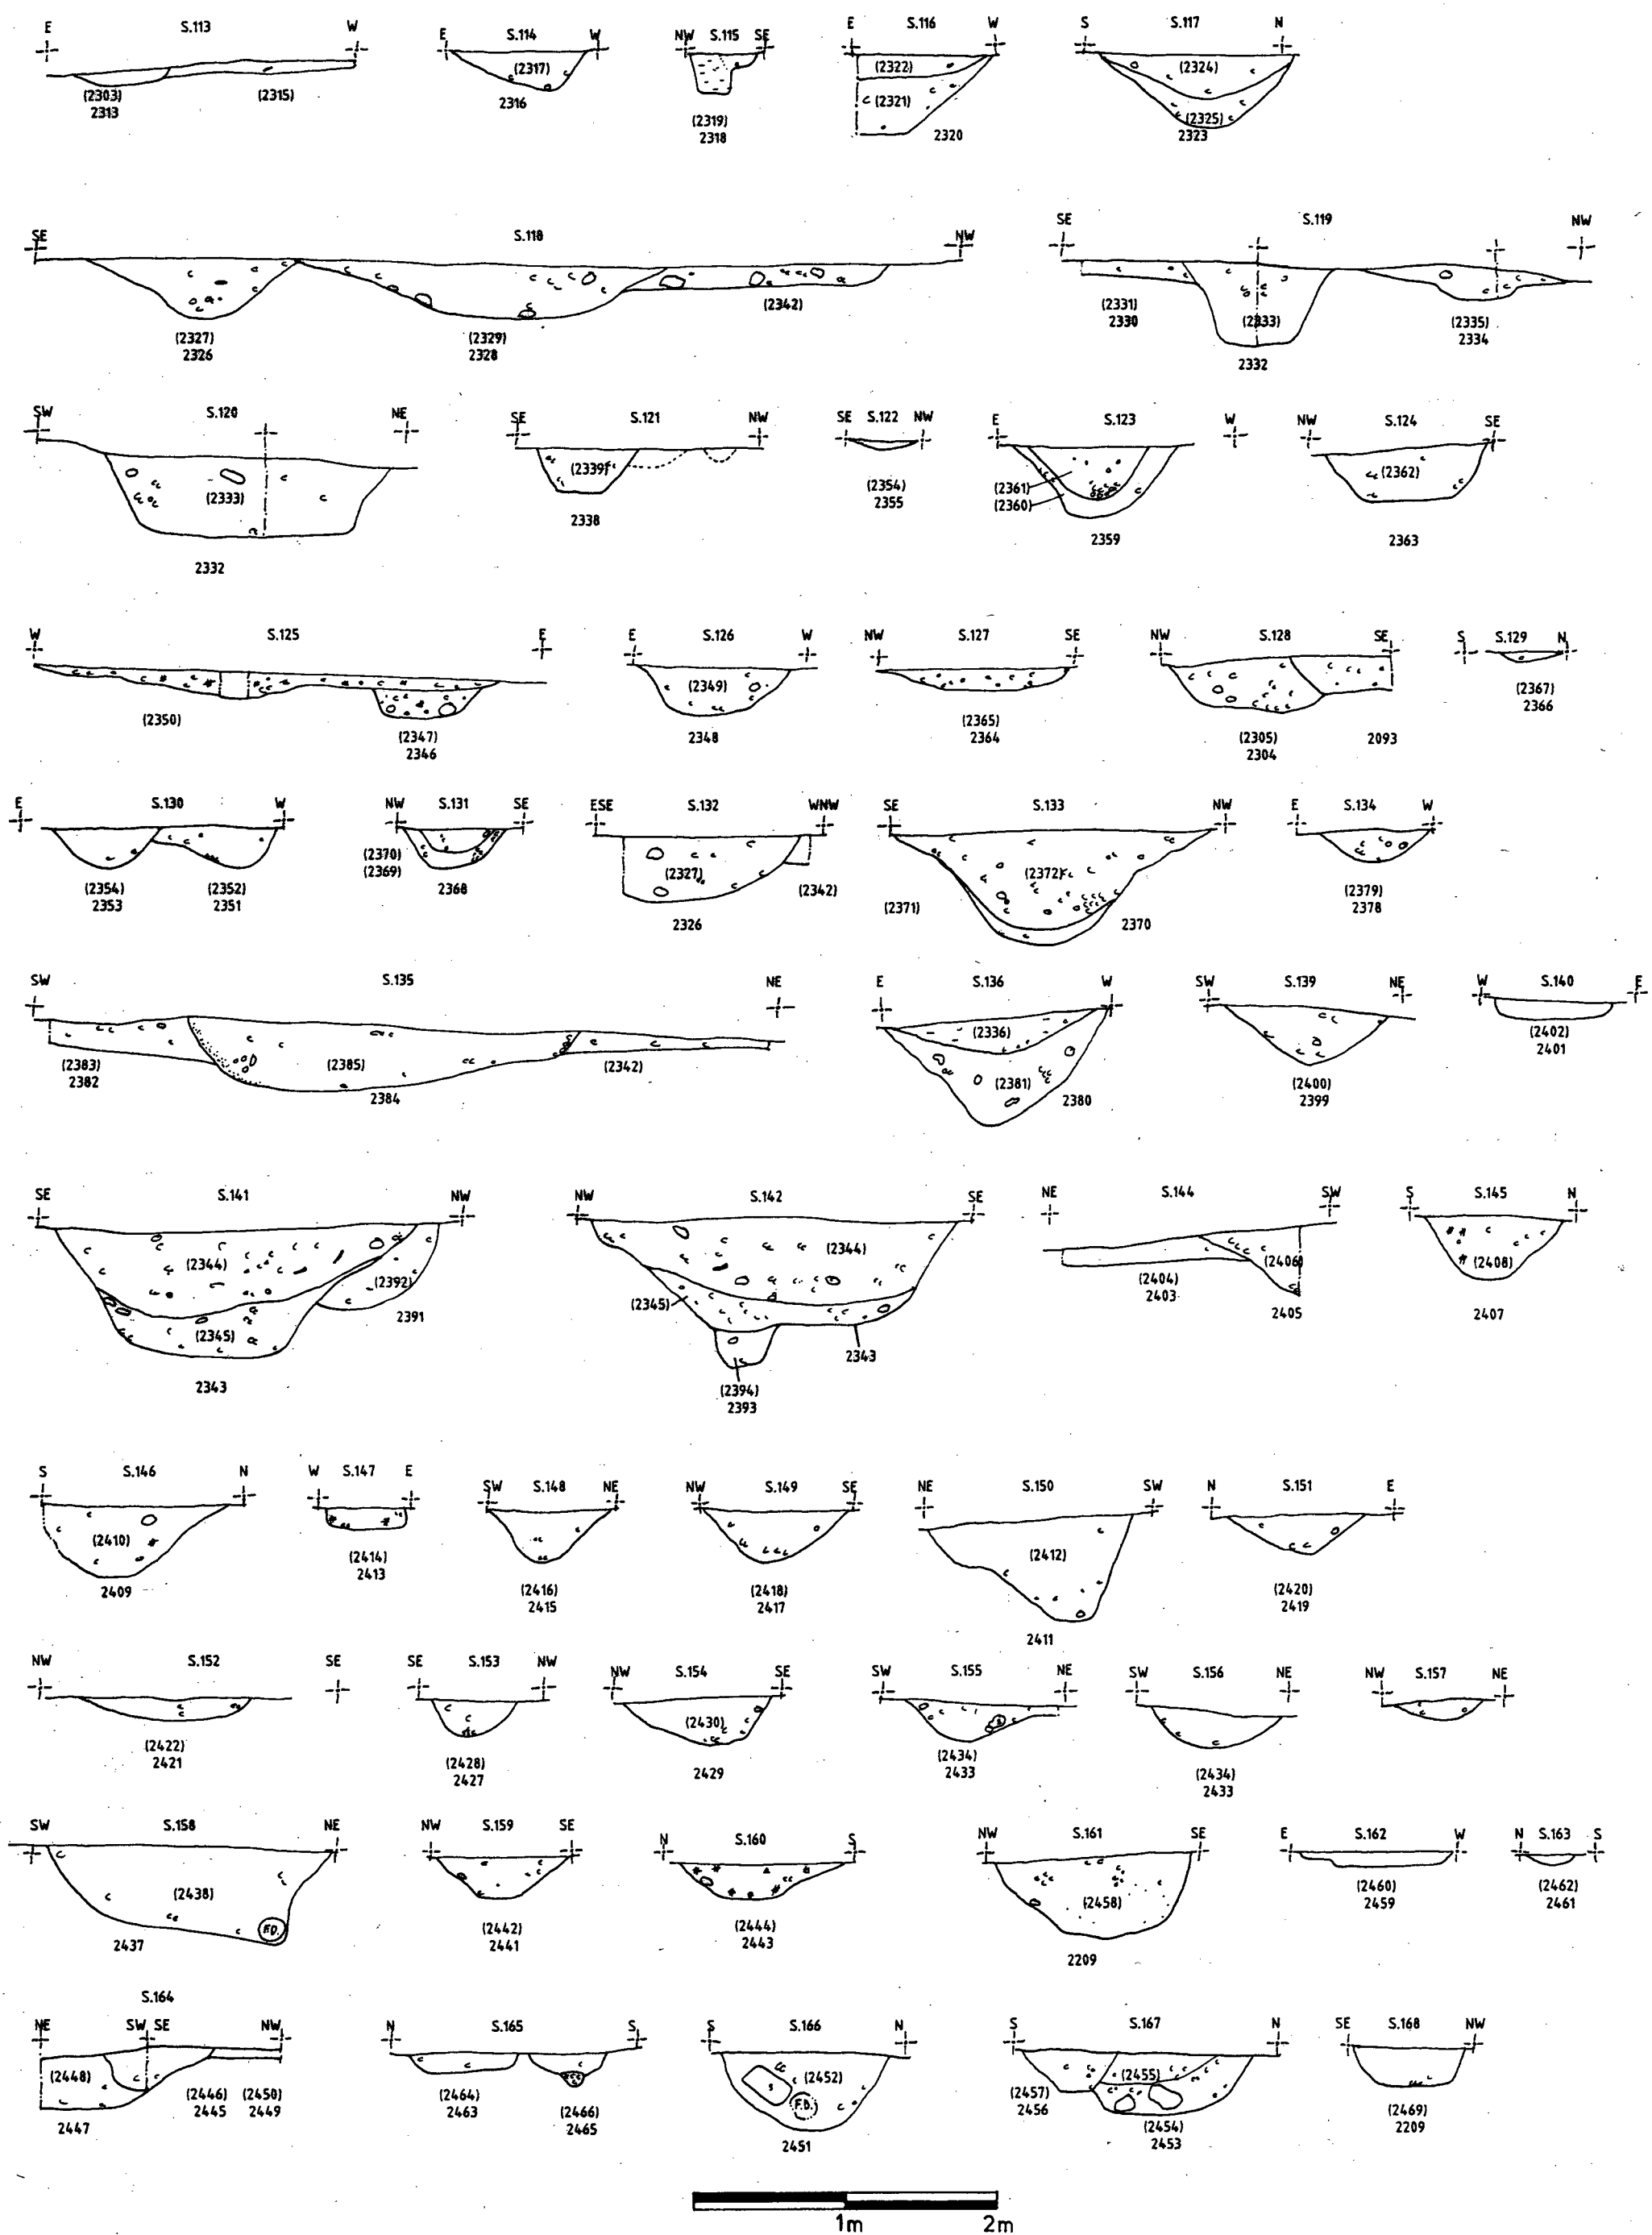 E S.113 W
(2303)
2313
(2315)
E S.114 W
(2317)
2316
NW S.115 SE
(2319)
2318
E S.116 W
(2322)
(2321)
2320
S S.117 N
(2324)
(2325)
2323
SE S.118 NW
(2327)
2326
(2329)
2328
(2342)
SE S.119 NW
(2331)
2330
(2333)
2332
(2335)
2334
SW S.120 NE
(2333)
2332
SE S.121 NW
(2339)
2338
SE S.122 NW
(2354)
2355
E S.123 W
(2361)
(2360)
2359
NW S.124 SE
(2362)
2363
W S.125 E
(2350)
(2347)
2346
E S.126 W
(2349)
2348
NW S.127 SE
(2365)
2364
NW S.128 SE
(2305)
2304
2093
S S.129 N
(2367)
2366
E S.130 W
(2354)
2353
(2352)
2351
NW S.131 SE
(2370)
(2369)
2368
ESE S.132 WNW
(2327)
2326
(2342)
SE S.133 NW
(2372)
(2371)
2370
E S.134 W
(2379)
2378
SW S.135 NE
(2383)
2382
(2385)
2384
(2342)
E S.136 W
(2336)
(2381)
2380
SW S.139 NE
(2400)
2399
W S.140 E
(2402)
2401
SE S.141 NW
(2344)
(2392)
2391
(2345)
2343
NW S.142 SE
(2344)
(2345)
2343
(2394)
2393
NE S.144 SW
(2406)
(2404)
2403
2405
S S.145 N
(2408)
2407
S S.146 N
(2410)
2409
W S.147 E
(2414)
2413
SW S.148 NE
(2416)
2415
NW S.149 SE
(2418)
2417
NE S.150 SW
(2412)
2411
N S.151 E
(2420)
2419
NW S.152 SE
(2422)
2421
SE S.153 NW
(2428)
2427
NW S.154 SE
(2430)
2429
SW S.155 NE
(2434)
2433
SW S.156 NE
(2434)
2433
NW S.157 NE
SW S.158 NE
(2438)
F.D.
2437
NW S.159 SE
(2442)
2441
N S.160 S
(2444)
2443
NW S.161 SE
(2458)
2209
E S.162 W
(2460)
2459
N S.163 S
(2462)
2461
S.164
NE SW SE NW
(2448)
2447
(2446)
2445
(2450)
2449
N S.165 S
(2464)
2463
(2466)
2465
S S.166 N
(2452)
S
F.D.
2451
S S.167 N
(2455)
(2457)
2456
(2454)
2453
SE S.168 NW
(2469)
2209
1m 2m